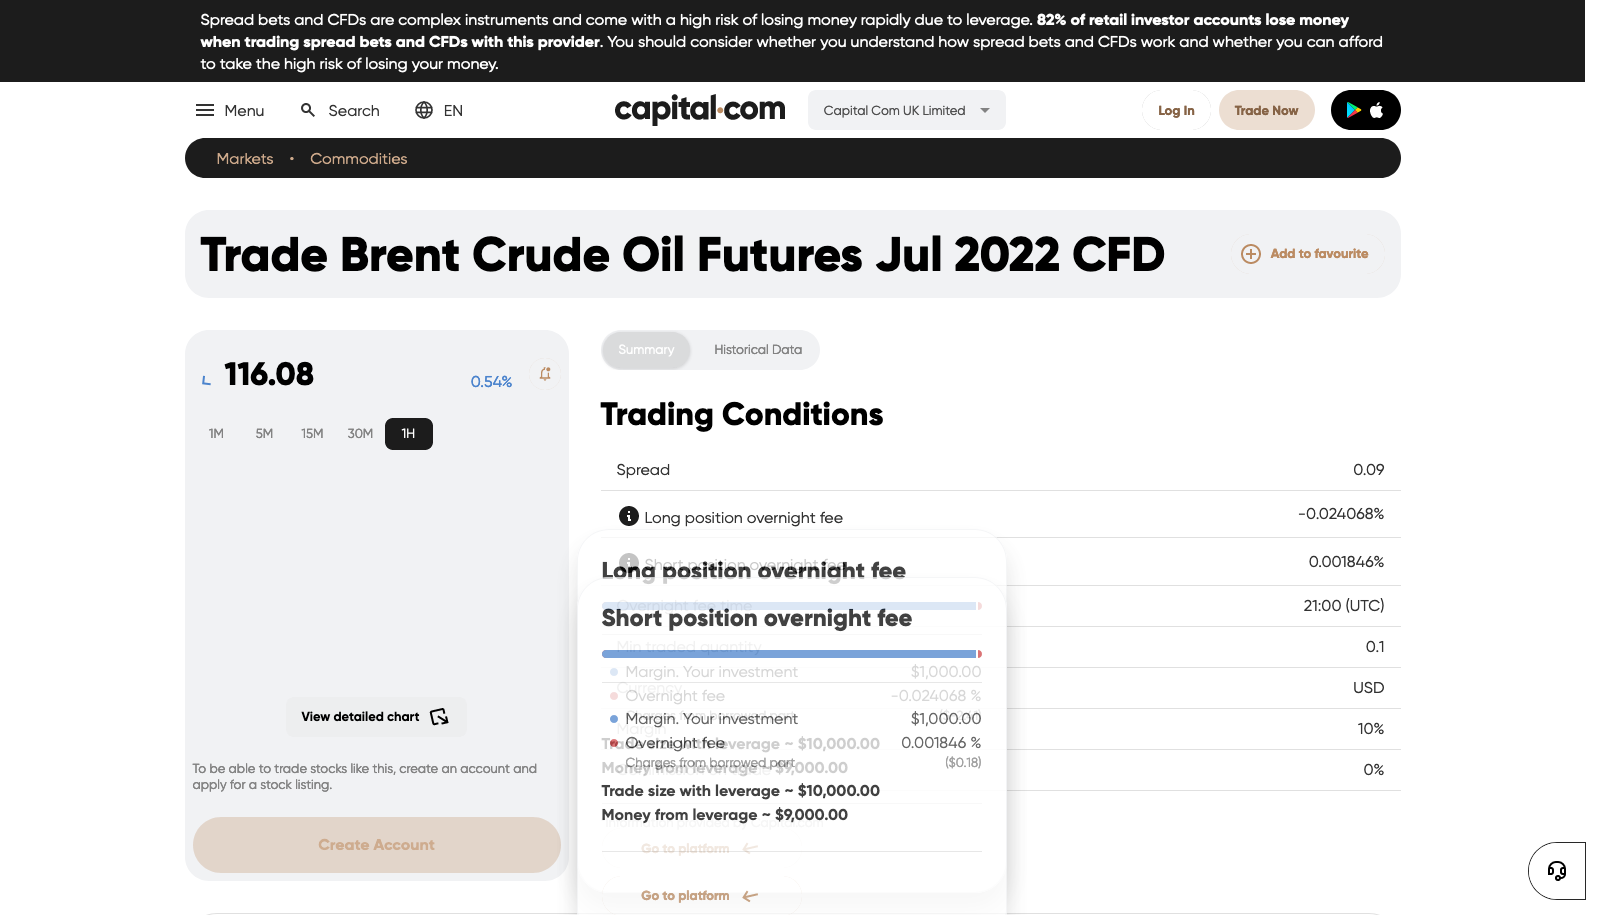 Spread bets and CFDs are complex instruments and come with a high risk of losing money rapidly due to leverage. 82% of retail investor accounts lose money
when trading spread bets and CFDs with this provider. You should consider whether you understand how spread bets and CFDs work and whether you can afford
to take the high risk of losing your money.
Menu Search EN capital.com Capital Com UK Limited Log In Trade Now
Markets • Commodities
Trade Brent Crude Oil Futures Jul 2022 CFD Add to favourite
116.08 0.54%
1M 5M 15M 30M 1H
View detailed chart
To be able to trade stocks like this, create an account and
apply for a stock listing.
Create Account
Summary Historical Data
Trading Conditions
Spread 0.09
Long position overnight fee -0.024068%
Short position overnight fee 0.001846%
Overnight fee time 21:00 (UTC)
Min traded quantity 0.1
Currency USD
Margin 10%
0%
Long position overnight fee
Margin. Your investment $1,000.00
Overnight fee -0.024068 %
Trade size with leverage ~ $10,000.00
Money from leverage ~ $9,000.00
Go to platform
Short position overnight fee
Margin. Your investment $1,000.00
Overnight fee 0.001846 %
Charges from borrowed part ($0.18)
Trade size with leverage ~ $10,000.00
Money from leverage ~ $9,000.00
Go to platform